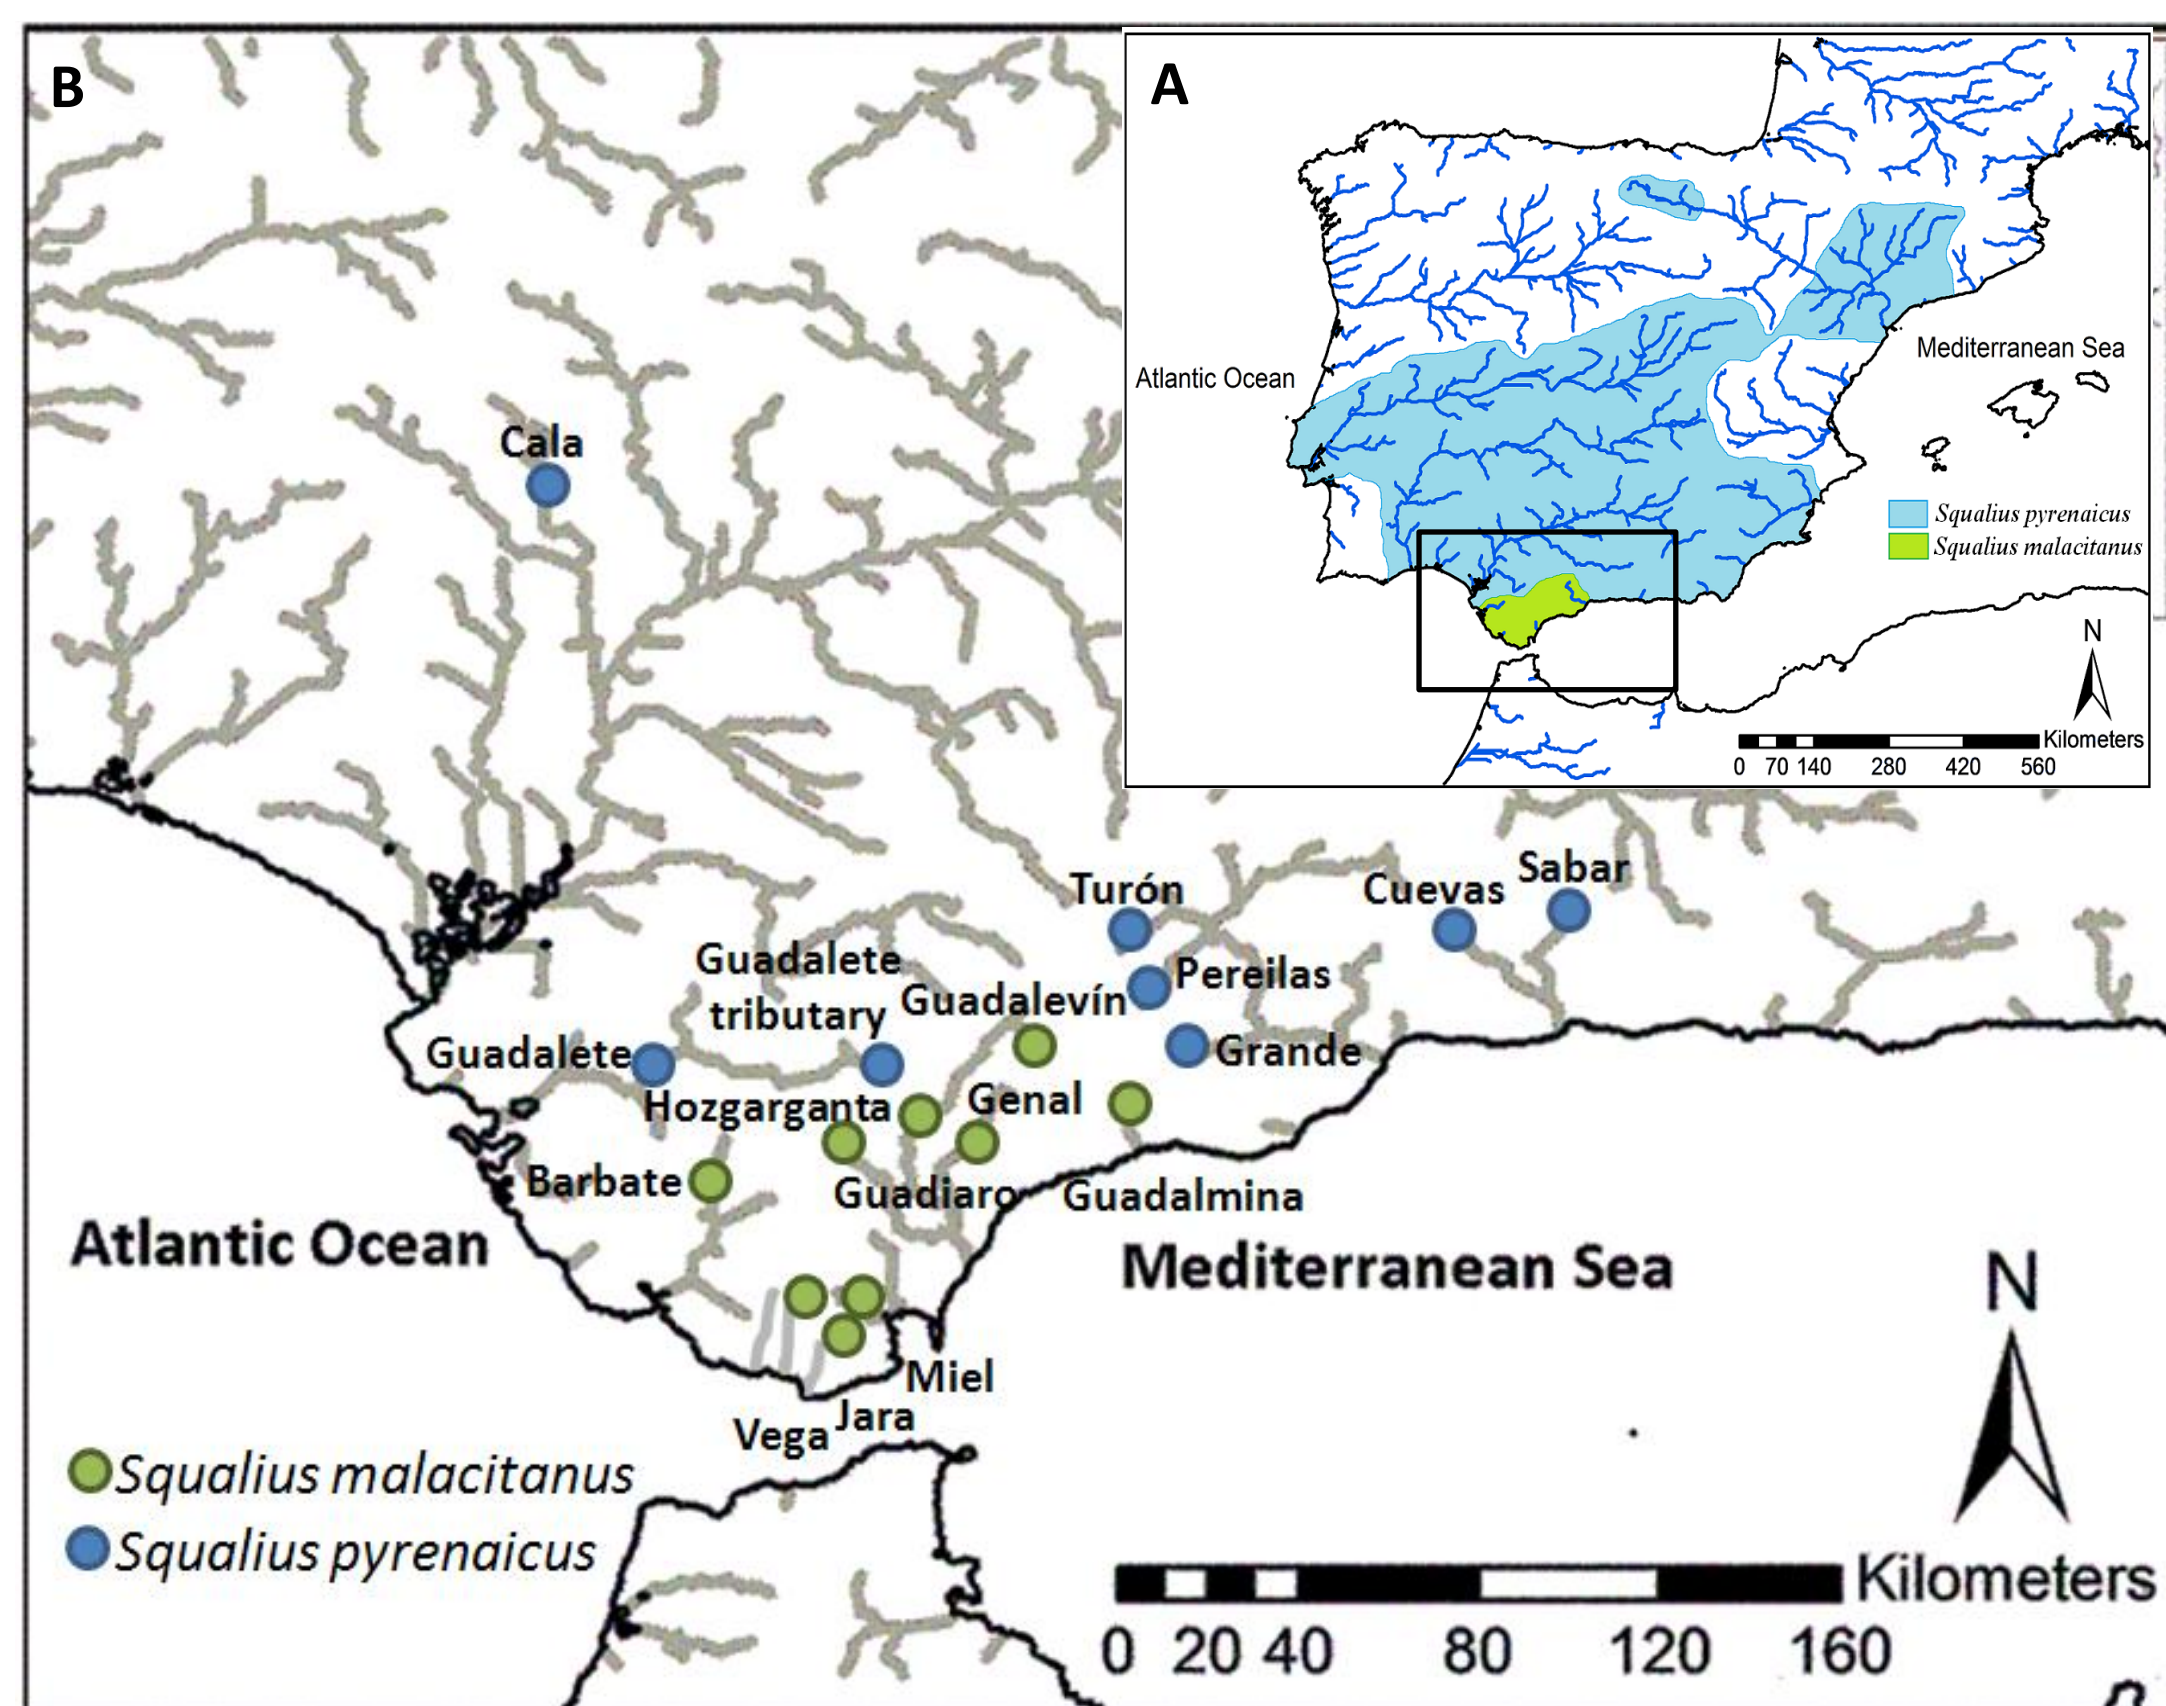 B
A
Atlantic Ocean
Mediterranean Sea
Squalius pyrenaicus
Squalius malacitanus
N
Kilometers
0 70 140 280 420 560
Cala
Turón
Cuevas
Sabar
Guadalete
tributary
Guadalevín
Pereilas
Guadalete
Grande
Hozgarganta
Genal
Barbate
Guadiaro
Guadalmina
Atlantic Ocean
Mediterranean Sea
N
Miel
Jara
Vega
Squalius malacitanus
Squalius pyrenaicus
Kilometers
0 20 40 80 120 160